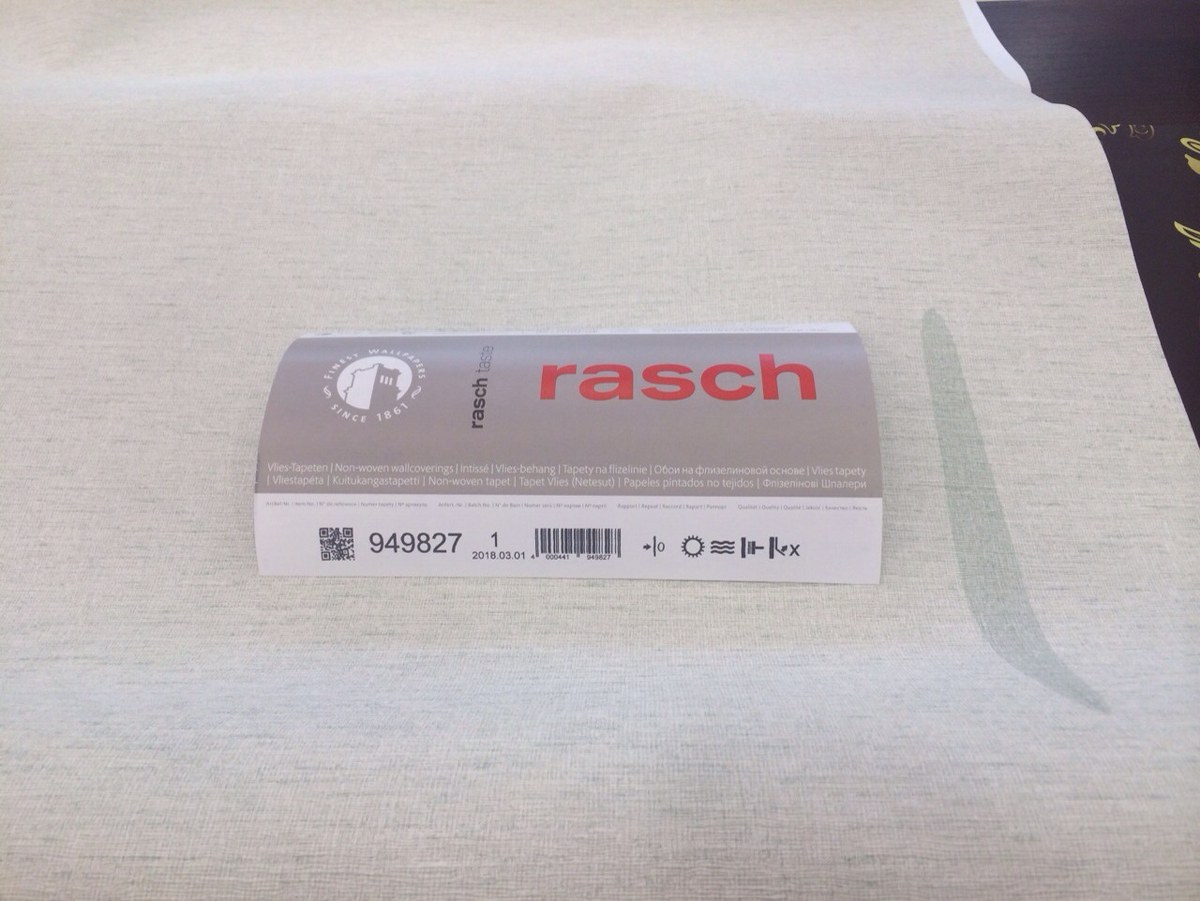 FINEST WALLPAPERS
SINCE 1861
rasch taste
rasch
Vlies-Tapeten | Non-woven wallcoverings | Intissé | Vlies-behang | Tapety na flizelinie | Обои на флизелиновой основе | Vlies tapety
| Vliestapéta | Kuitukangastapetti | Non-woven tapet | Tapet Vlies (Netesut) | Papeles pintados no tejidos | Флізелінові Шпалери
949827
1
2018.03.01
4 000441 949827
0
x